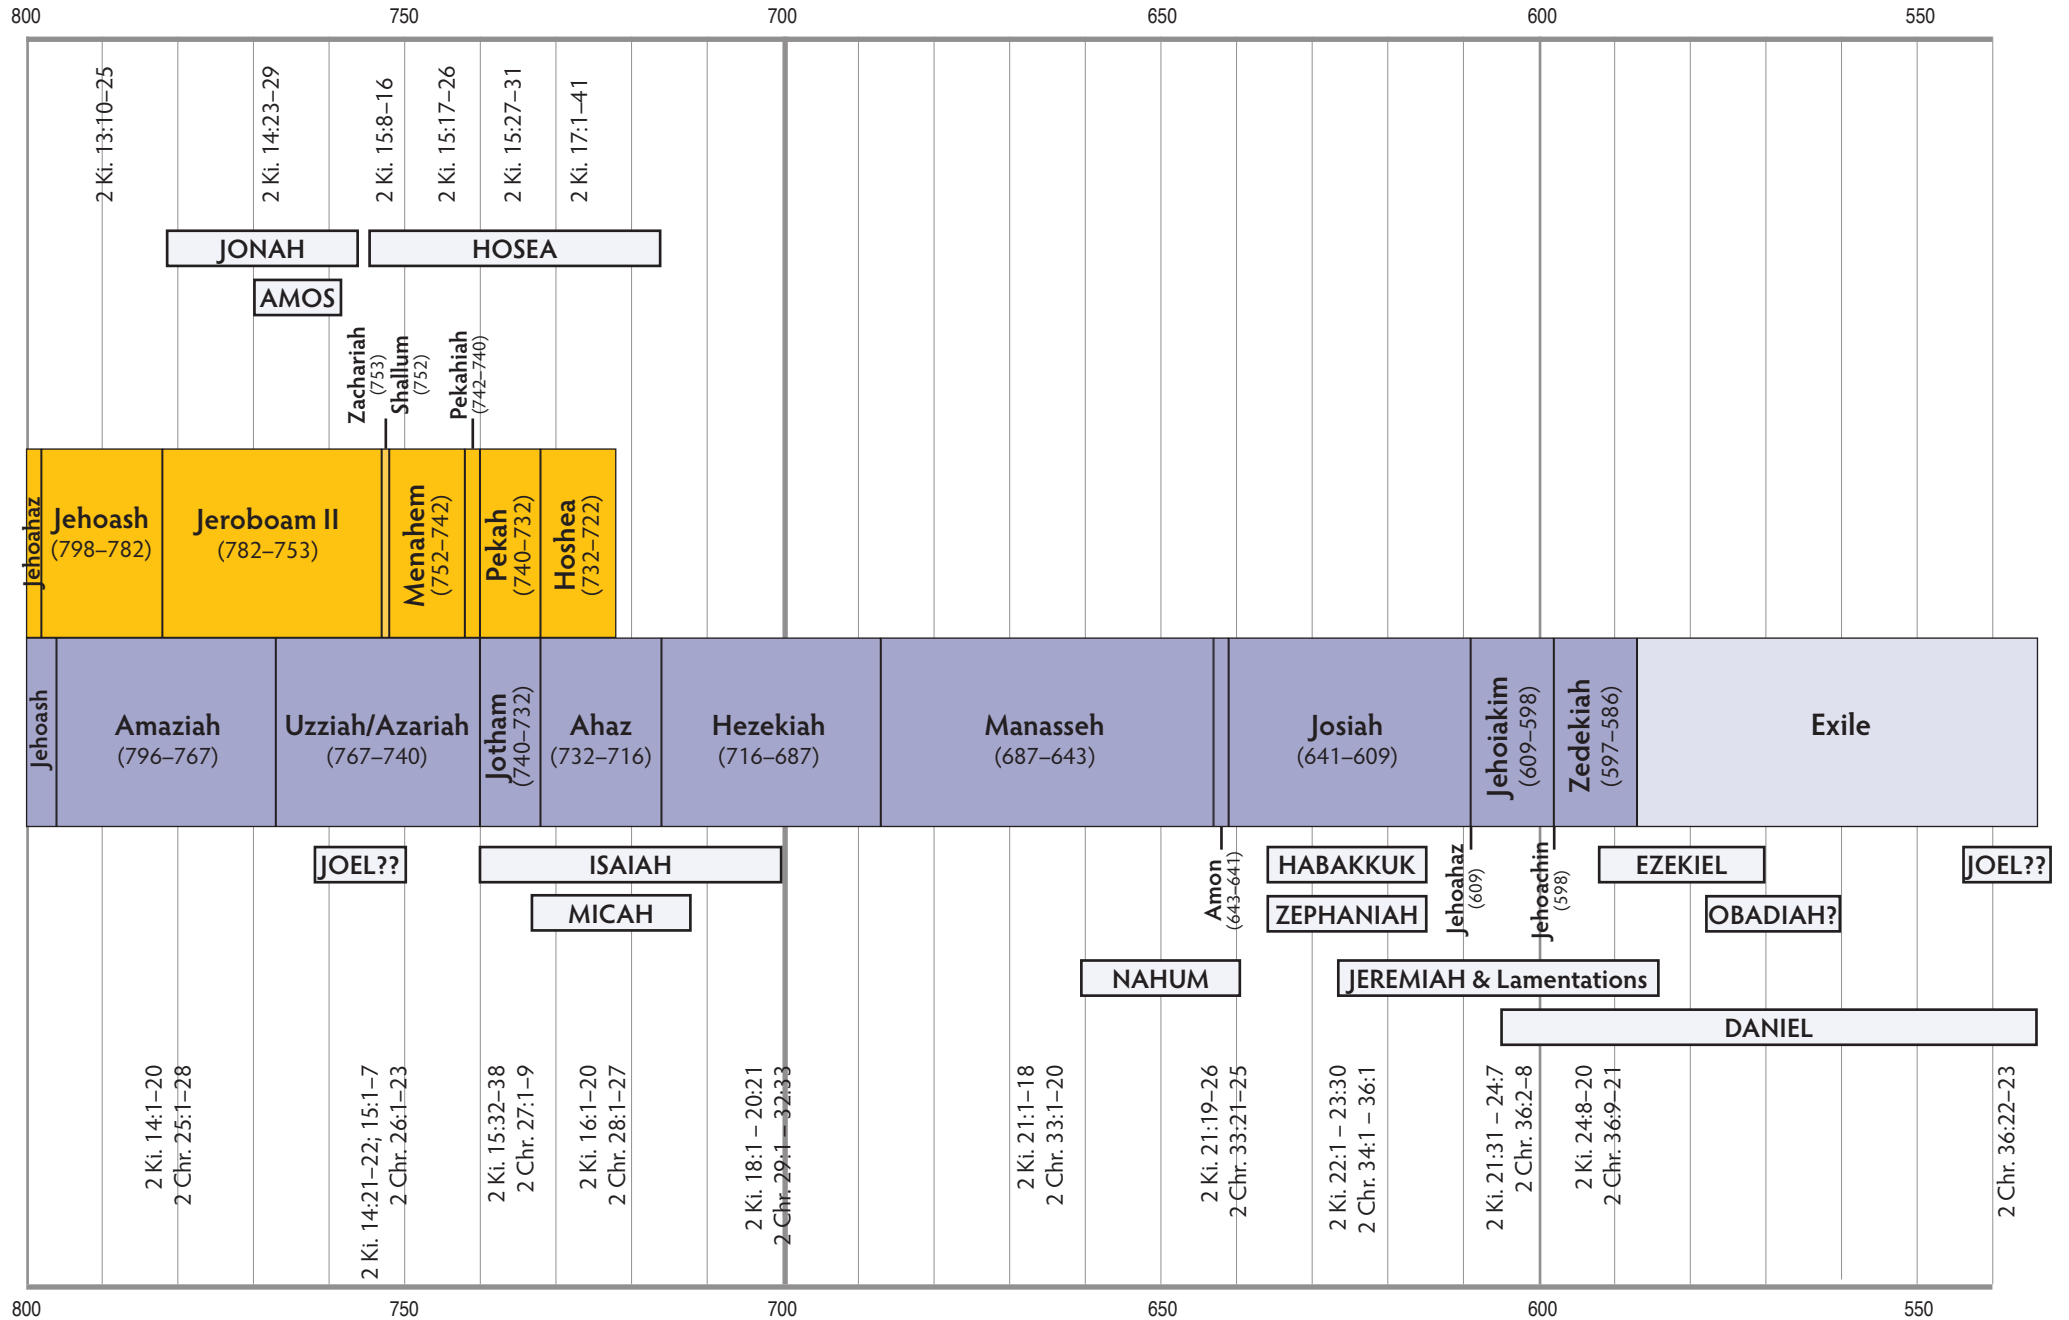 800 750 700 650 600 550
2 Ki. 13:10–25
2 Ki. 14:23–29
2 Ki. 15:8–16
2 Ki. 15:17–26
2 Ki. 15:27–31
2 Ki. 17:1–41
JONAH
HOSEA
AMOS
Zachariah
(753)
Shallum
(752)
Pekahiah
(742–740)
Jehoahaz
Jehoash
(798–782)
Jeroboam II
(782–753)
Menahem
(752–742)
Pekah
(740–732)
Hoshea
(732–722)
Jehoash
Amaziah
(796–767)
Uzziah/Azariah
(767–740)
Jotham
(740–732)
Ahaz
(732–716)
Hezekiah
(716–687)
Manasseh
(687–643)
Josiah
(641–609)
Jehoiakim
(609–598)
Zedekiah
(597–586)
Exile
JOEL??
ISAIAH
MICAH
Amon
(643–641)
HABAKKUK
ZEPHANIAH
Jehoahaz
(609)
Jehoachin
(598)
EZEKIEL
OBADIAH?
JOEL??
NAHUM
JEREMIAH & Lamentations
DANIEL
2 Ki. 14:1–20
2 Chr. 25:1–28
2 Ki. 14:21–22; 15:1–7
2 Chr. 26:1–23
2 Ki. 15:32–38
2 Chr. 27:1–9
2 Ki. 16:1–20
2 Chr. 28:1–27
2 Ki. 18:1 – 20:21
2 Chr. 29:1 – 32:33
2 Ki. 21:1–18
2 Chr. 33:1–20
2 Ki. 21:19–26
2 Chr. 33:21–25
2 Ki. 22:1 – 23:30
2 Chr. 34:1 – 36:1
2 Ki. 21:31 – 24:7
2 Chr. 36:2–8
2 Ki. 24:8–20
2 Chr. 36:9–21
2 Chr. 36:22–23
800 750 700 650 600 550